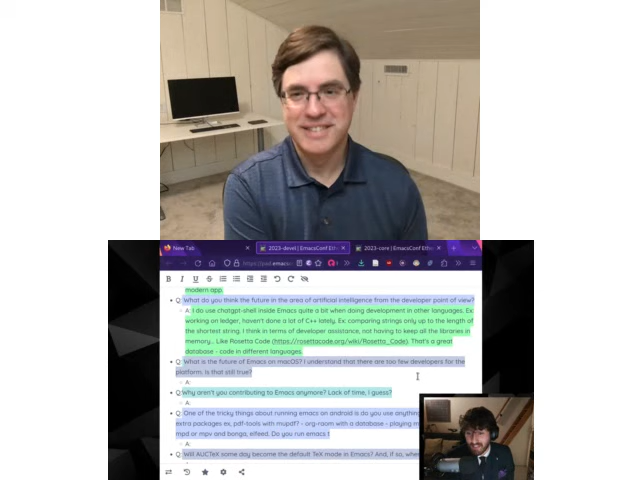 New Tab
2023-devel | EmacsConf Eth
2023-core | EmacsConf Ethe
modern app.
Q: What do you think the future in the area of artificial intelligence from the developer point of view?
A: I do use chatgpt-shell inside Emacs quite a bit when doing development in other languages. Ex:
working on ledger, haven't done a lot of C++ lately. Ex: comparing strings only up to the length of
the shortest string. I think in terms of developer assistance, not having to keep all the libraries in
memory... Like Rosetta Code (https://rosettacode.org/wiki/Rosetta_Code). That's a great
database - code in different languages.
Q: What is the future of Emacs on macOS? I understand that there are too few developers for the
platform. Is that still true?
A:
Q: Why aren't you contributing to Emacs anymore? Lack of time, I guess?
A:
Q: One of the tricky things about running emacs on android is do you use anything
extra packages ex, pdf-tools with mupdf? - org-roam with a database - playing m
mpd or mpv and bongo, elfeed. Do you run emacs t
Q: Will AUCTeX some day become the default TeX mode in Emacs? And, if so, when